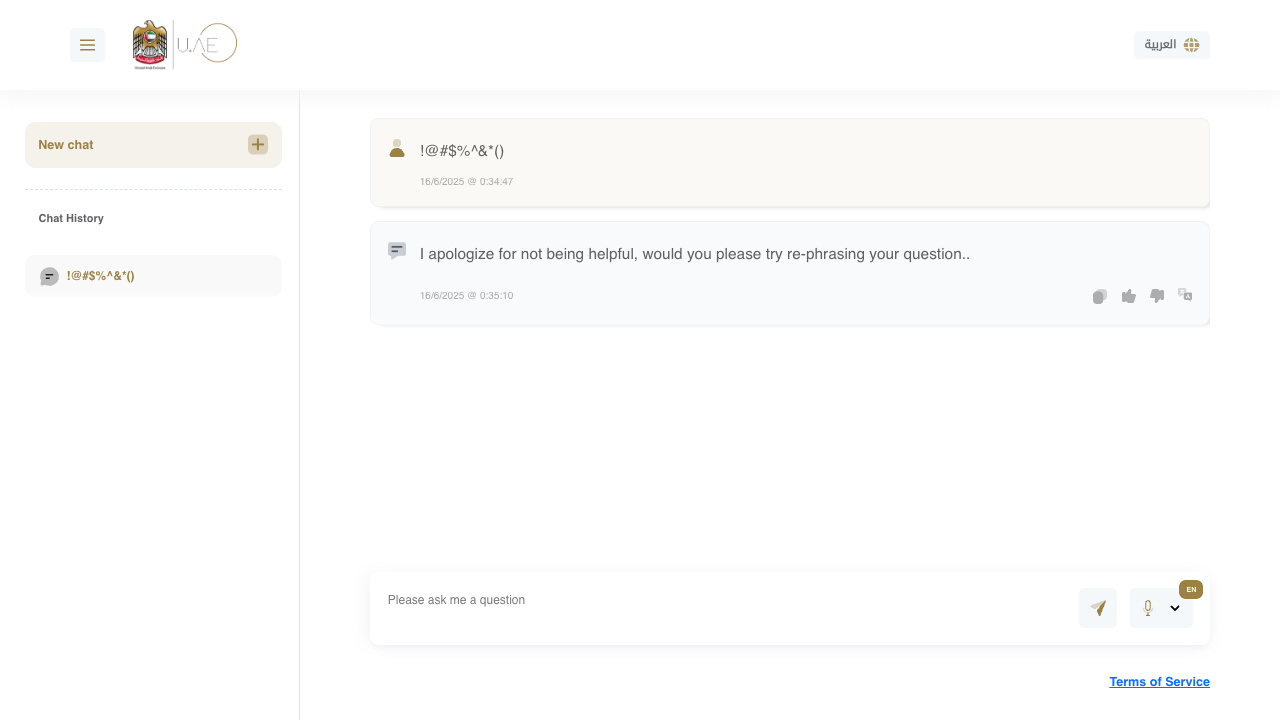 U.AE
العربية
New chat
Chat History
!@#$%^&*()
!@#$%^&*()
16/6/2025 @ 0:34:47
I apologize for not being helpful, would you please try re-phrasing your question..
16/6/2025 @ 0:35:10
Please ask me a question
EN
Terms of Service